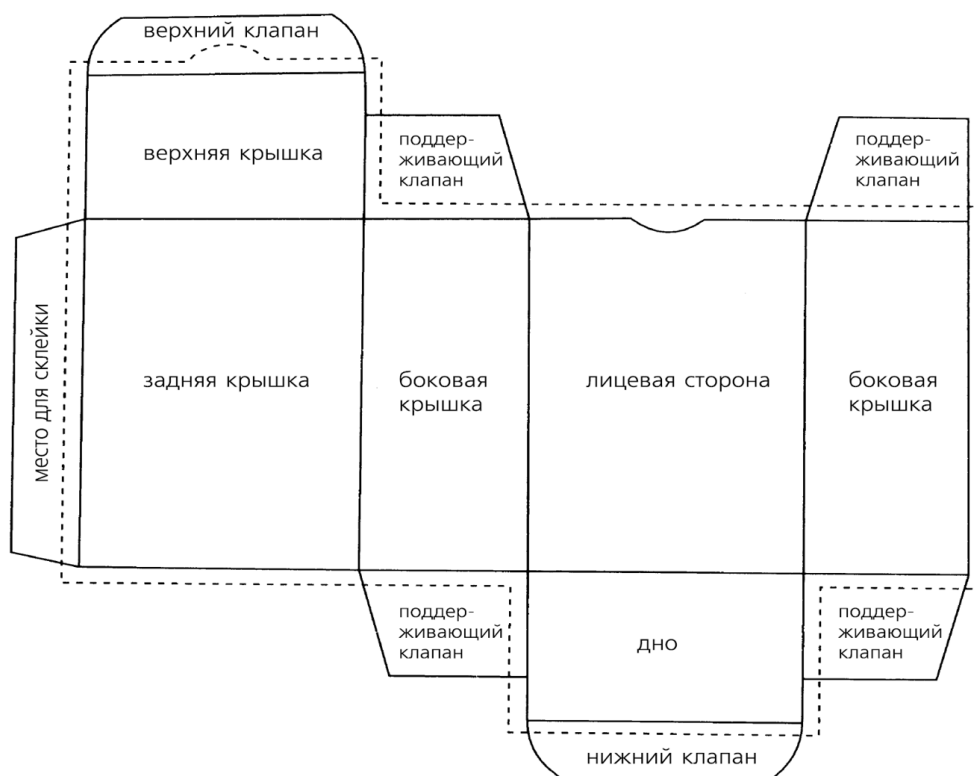 верхний клапан
верхняя крышка
поддер-
живающий
клапан
поддер-
живающий
клапан
место для склейки
задняя крышка
боковая
крышка
лицевая сторона
боковая
крышка
поддер-
живающий
клапан
дно
поддер-
живающий
клапан
нижний клапан